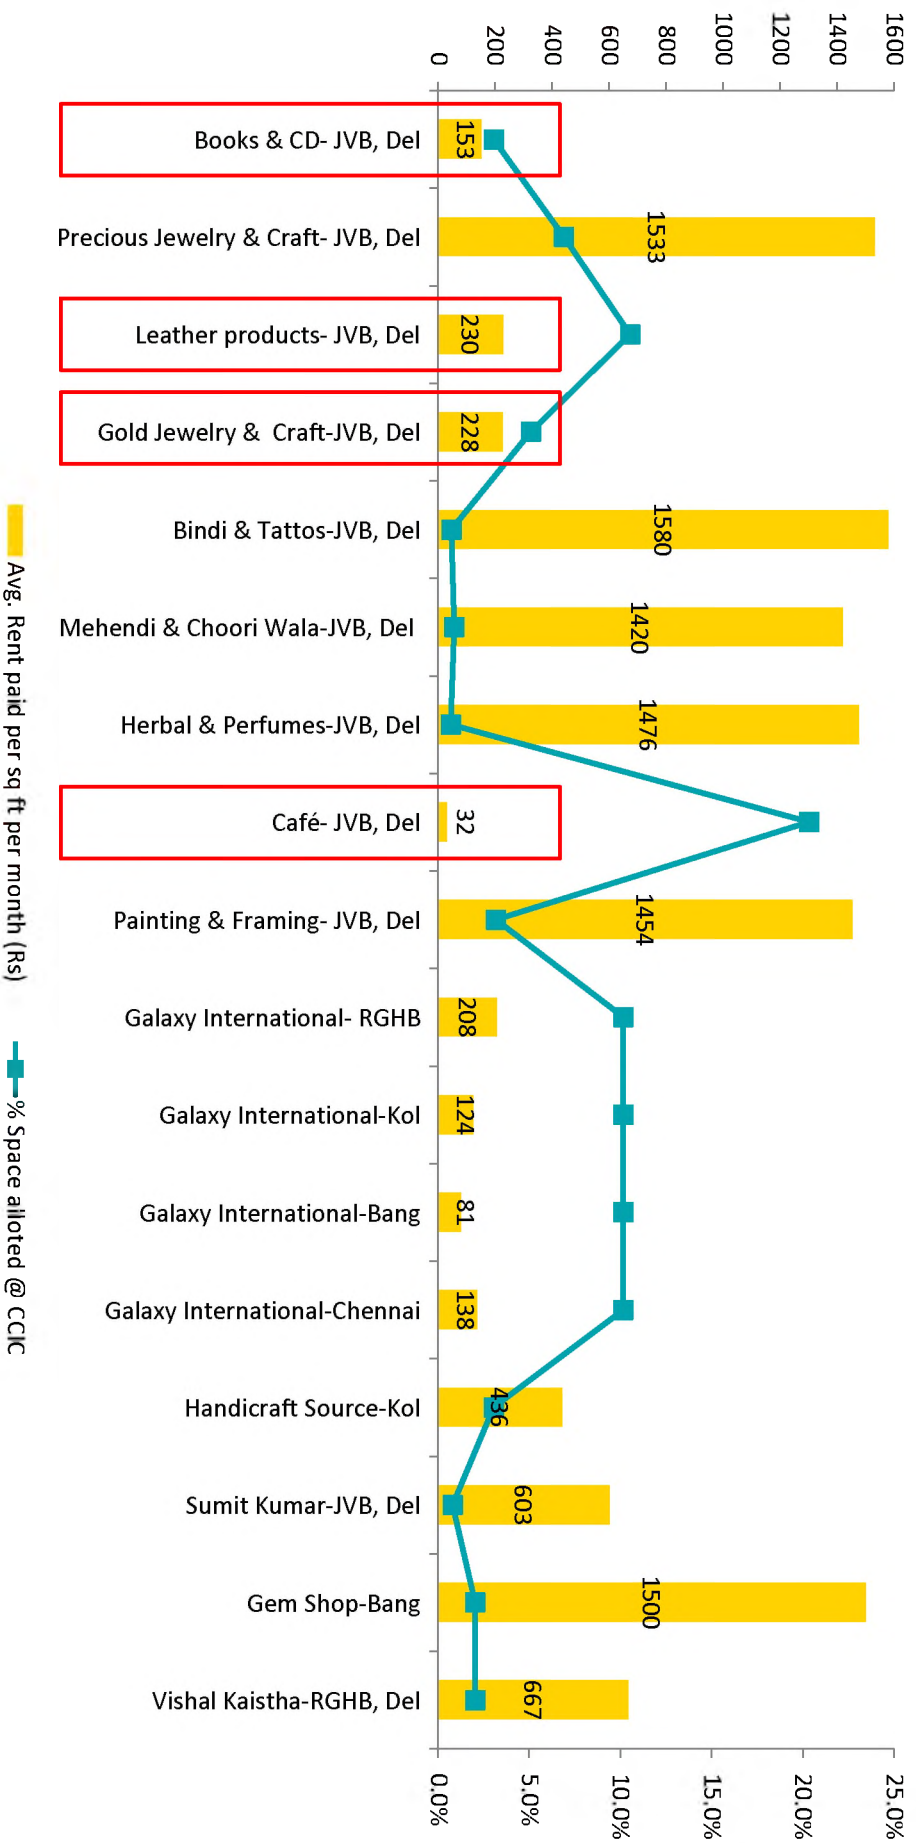 1600
1400
1200
1000
800
600
400
200
0
Books & CD- JVB, Del
153
Precious Jewelry & Craft- JVB, Del
1533
Leather products- JVB, Del
230
Gold Jewelry &  Craft-JVB, Del
228
Bindi & Tattos-JVB, Del
1580
Mehendi & Choori Wala-JVB, Del
1420
Herbal & Perfumes-JVB, Del
1476
Café- JVB, Del
32
Painting & Framing- JVB, Del
1454
Galaxy International- RGHB
208
Galaxy International-Kol
124
Galaxy International-Bang
81
Galaxy International-Chennai
138
Handicraft Source-Kol
436
Sumit Kumar-JVB, Del
603
Gem Shop-Bang
1500
Vishal Kaistha-RGHB, Del
667
25.0%
20.0%
15.0%
10.0%
5.0%
0.0%
Avg. Rent paid per sq ft per month (Rs)
% Space alloted @ CCIC